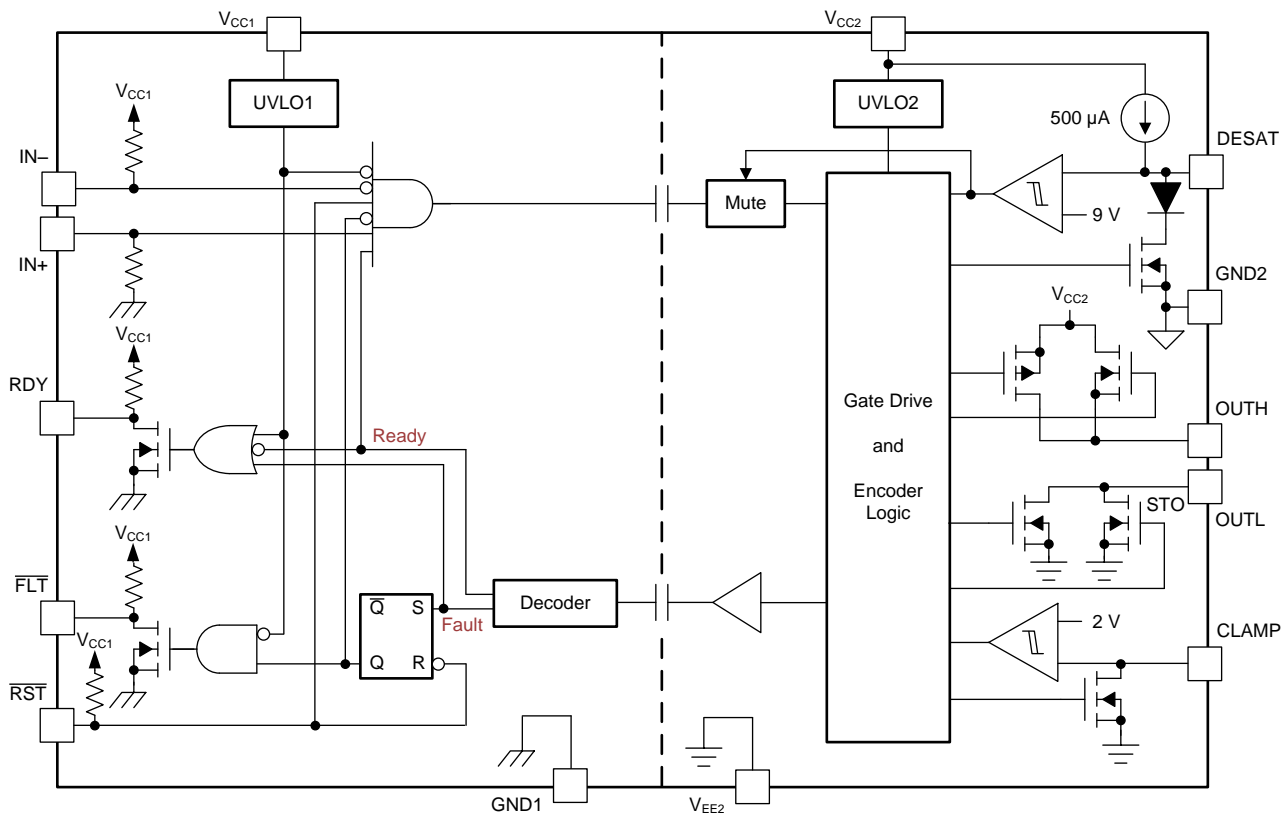 VCC1
VCC2
UVLO1
UVLO2
VCC1
500 µA
DESAT
IN–
Mute
9 V
IN+
GND2
VCC1
VCC2
RDY
Ready
Gate Drive
and
Encoder
Logic
OUTH
STO
OUTL
VCC1
FLT
Q
S
Decoder
Fault
2 V
CLAMP
VCC1
Q
R
RST
GND1
VEE2